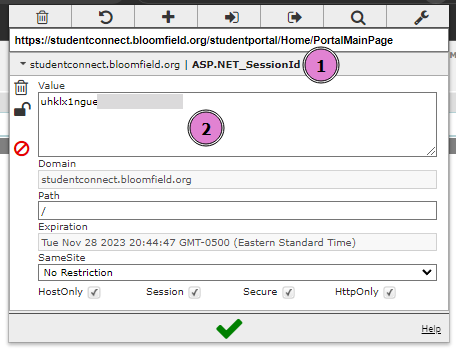 https://studentconnect.bloomfield.org/studentportal/Home/PortalMainPage
studentconnect.bloomfield.org | ASP.NET_SessionId
1
Value
uhklx1ngue
2
Domain
studentconnect.bloomfield.org
Path
/
Expiration
Tue Nov 28 2023 20:44:47 GMT-0500 (Eastern Standard Time)
SameSite
No Restriction
HostOnly Session Secure HttpOnly
Help